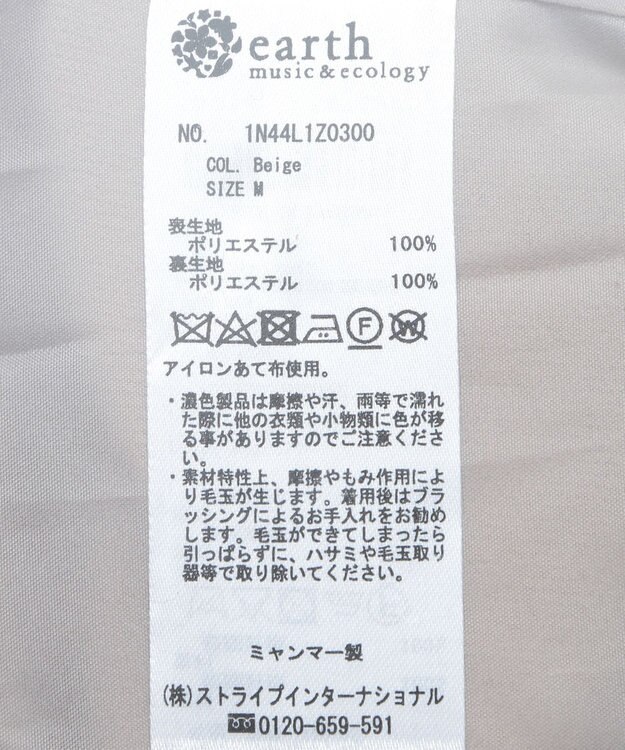 earth
music&ecology
NO. 1N44L1Z0300
COL. Beige
SIZE M
表生地
ポリエステル 100%
裏生地
ポリエステル 100%
F W
アイロンあて布使用。
・濃色製品は摩擦や汗、雨等で濡れ
た際に他の衣類や小物類に色が移
る事がありますのでご注意くださ
い。
・素材特性上、摩擦やもみ作用によ
り毛玉が生じます。着用後はブラ
ッシングによるお手入れをお勧め
します。毛玉ができてしまったら
引っぱらずに、ハサミや毛玉取り
器等で取り除いてください。
ミャンマー製
(株)ストライプインターナショナル
0120-659-591